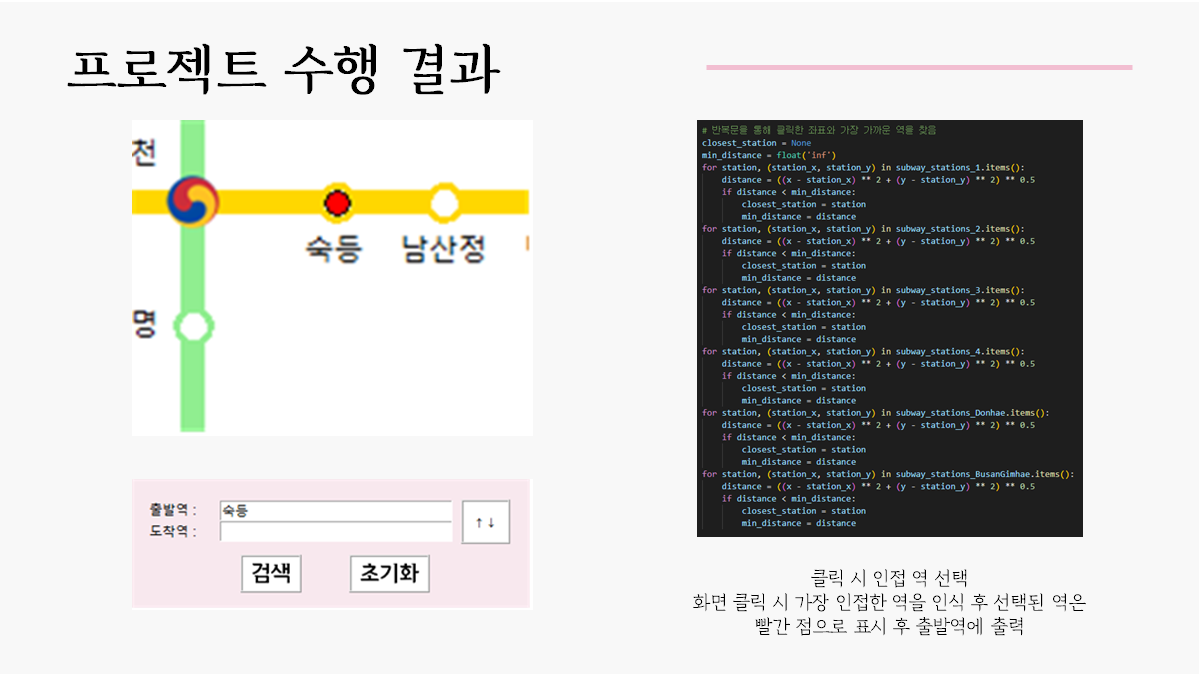 프로젝트 수행 결과
천
숙등
남산정
명
출발역 :
숙등
도착역 :
↑↓
검색
초기화
# 반복문을 통해 클릭한 좌표와 가장 가까운 역을 찾음
closest_station = None
min_distance = float('inf')
for station, (station_x, station_y) in subway_stations_1.items():
    distance = ((x - station_x) ** 2 + (y - station_y) ** 2) ** 0.5
    if distance < min_distance:
        closest_station = station
        min_distance = distance
for station, (station_x, station_y) in subway_stations_2.items():
    distance = ((x - station_x) ** 2 + (y - station_y) ** 2) ** 0.5
    if distance < min_distance:
        closest_station = station
        min_distance = distance
for station, (station_x, station_y) in subway_stations_3.items():
    distance = ((x - station_x) ** 2 + (y - station_y) ** 2) ** 0.5
    if distance < min_distance:
        closest_station = station
        min_distance = distance
for station, (station_x, station_y) in subway_stations_4.items():
    distance = ((x - station_x) ** 2 + (y - station_y) ** 2) ** 0.5
    if distance < min_distance:
        closest_station = station
        min_distance = distance
for station, (station_x, station_y) in subway_stations_Donhae.items():
    distance = ((x - station_x) ** 2 + (y - station_y) ** 2) ** 0.5
    if distance < min_distance:
        closest_station = station
        min_distance = distance
for station, (station_x, station_y) in subway_stations_BusanGimhae.items():
    distance = ((x - station_x) ** 2 + (y - station_y) ** 2) ** 0.5
    if distance < min_distance:
        closest_station = station
        min_distance = distance
클릭 시 인접 역 선택
화면 클릭 시 가장 인접한 역을 인식 후 선택된 역은
빨간 점으로 표시 후 출발역에 출력